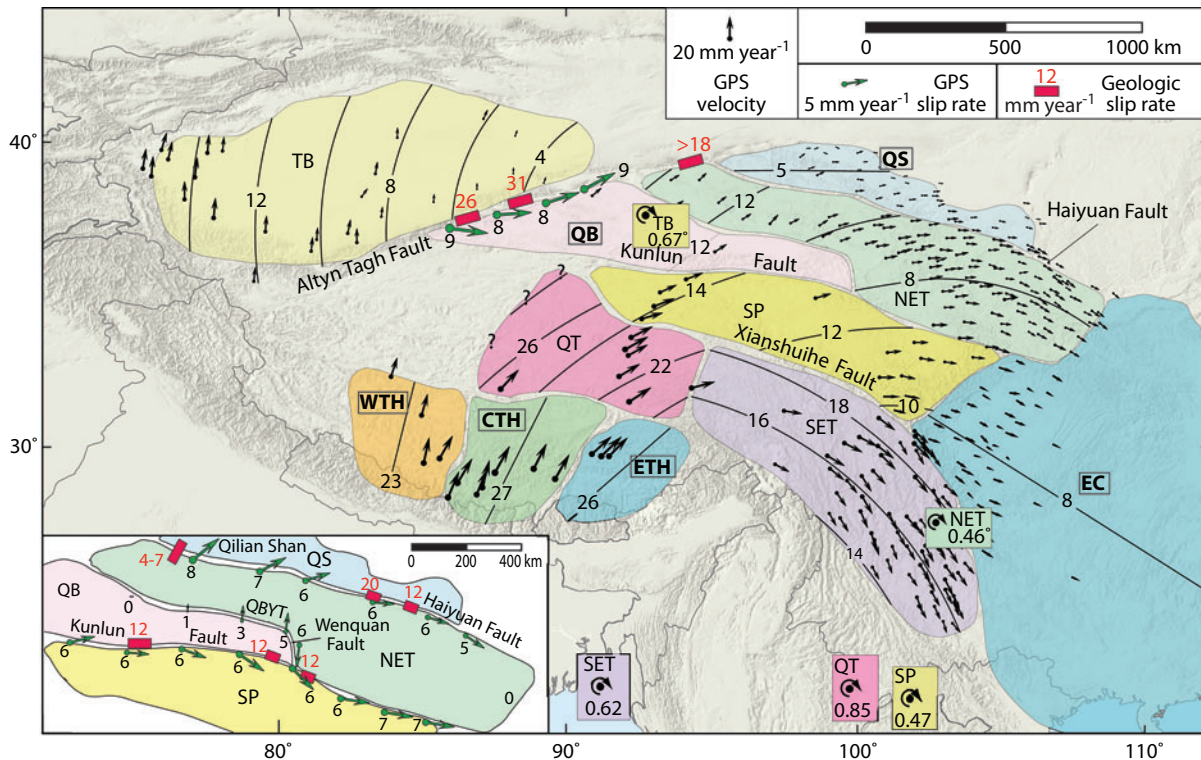 20 mm year⁻¹
GPS
velocity
0 500 1000 km
5 mm year⁻¹ GPS
slip rate
12
mm year⁻¹
Geologic
slip rate
40°
30°
80° 90° 100° 110°
TB
12
8
4
26
31
>18
9
8
8
9
Altyn Tagh Fault
QB
TB
0.67°
Kunlun
12
Fault
QS
5
12
Haiyuan Fault
8
NET
14
SP
12
Xianshuihe Fault
10
?
?
?
26
QT
22
18
16
SET
14
WTH
23
CTH
27
ETH
26
EC
8
NET
0.46°
SET
0.62
QT
0.85
SP
0.47
0 200 400 km
4-7
Qilian Shan
QS
8
7
6
20
6
12
Haiyuan Fault
6
5
QB
0
1
3
QBYT
5
6
Wenquan
Fault
NET
0
Kunlun
12
Fault
12
12
6
6
6
6
6
6
7
7
SP